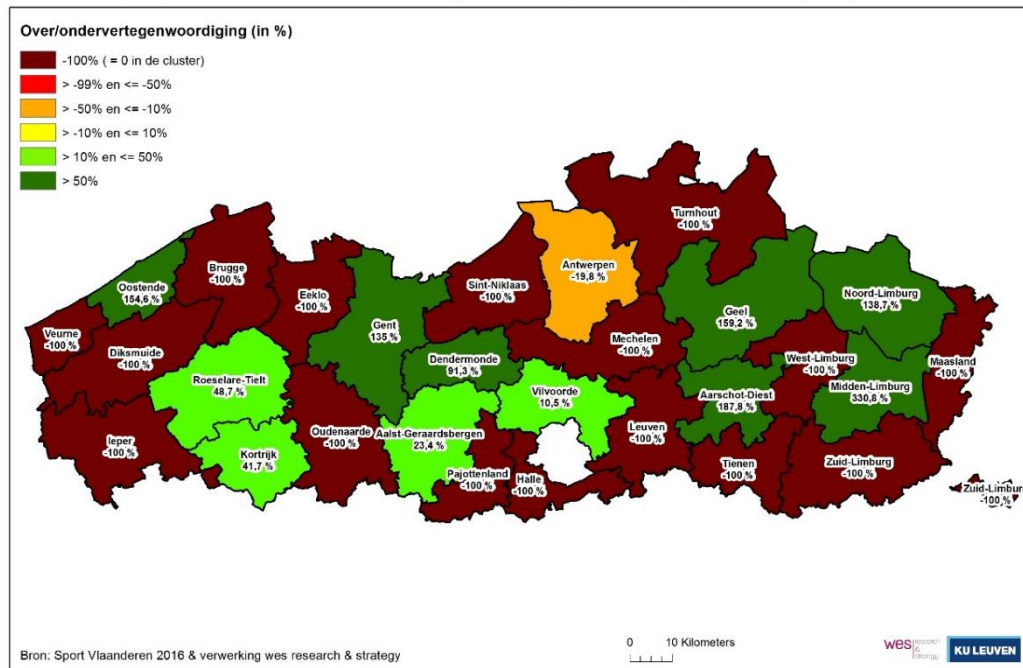 Over/ondervertegenwoordiging (in %)
-100% ( = 0 in de cluster)
> -99% en <= -50%
> -50% en <= -10%
> -10% en <= 10%
> 10% en <= 50%
> 50%
Turnhout
-100 %
Antwerpen
-19,8 %
Brugge
-100 %
Oostende
154,6 %
Sint-Niklaas
-100 %
Eeklo
-100 %
Noord-Limburg
138,7 %
Geel
159,2 %
Veurne
-100 %
Gent
135 %
Mechelen
-100 %
Diksmuide
-100 %
Dendermonde
91,3 %
West-Limburg
-100 %
Maasland
-100 %
Roeselare-Tielt
48,7 %
Vilvoorde
10,5 %
Aarschot-Diest
187,8 %
Midden-Limburg
330,8 %
Ieper
-100 %
Kortrijk
41,7 %
Oudenaarde
-100 %
Aalst-Geraardsbergen
23,4 %
Leuven
-100 %
Pajottenland
-100 %
Halle
-100 %
Tienen
-100 %
Zuid-Limburg
-100 %
Zuid-Limburg
-100 %
Bron: Sport Vlaanderen 2016 & verwerking wes research & strategy
0 10 Kilometers
wes research
&
strategy
KU LEUVEN